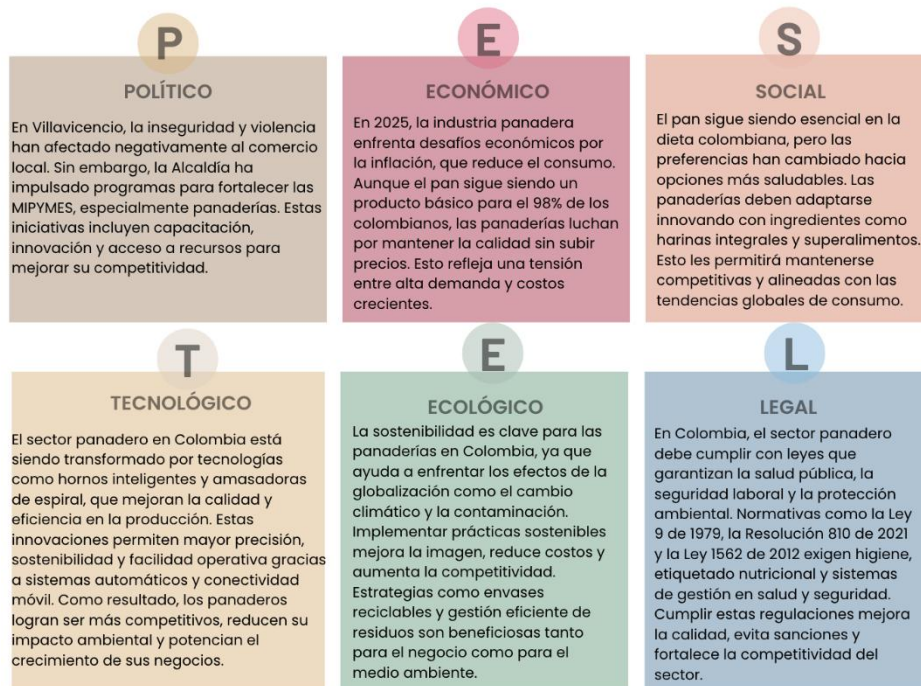 P
POLÍTICO
En Villavicencio, la inseguridad y violencia
han afectado negativamente al comercio
local. Sin embargo, la Alcaldía ha
impulsado programas para fortalecer las
MIPYMES, especialmente panaderías. Estas
iniciativas incluyen capacitación,
innovación y acceso a recursos para
mejorar su competitividad.
E
ECONÓMICO
En 2025, la industria panadera
enfrenta desafíos económicos por
la inflación, que reduce el consumo.
Aunque el pan sigue siendo un
producto básico para el 98% de los
colombianos, las panaderías luchan
por mantener la calidad sin subir
precios. Esto refleja una tensión
entre alta demanda y costos
crecientes.
S
SOCIAL
El pan sigue siendo esencial en la
dieta colombiana, pero las
preferencias han cambiado hacia
opciones más saludables. Las
panaderías deben adaptarse
innovando con ingredientes como
harinas integrales y superalimentos.
Esto les permitirá mantenerse
competitivas y alineadas con las
tendencias globales de consumo.
T
TECNOLÓGICO
El sector panadero en Colombia está
siendo transformado por tecnologías
como hornos inteligentes y amasadoras
de espiral, que mejoran la calidad y
eficiencia en la producción. Estas
innovaciones permiten mayor precisión,
sostenibilidad y facilidad operativa gracias
a sistemas automáticos y conectividad
móvil. Como resultado, los panaderos
logran ser más competitivos, reducen su
impacto ambiental y potencian el
crecimiento de sus negocios.
E
ECOLÓGICO
La sostenibilidad es clave para las
panaderías en Colombia, ya que
ayuda a enfrentar los efectos de la
globalización como el cambio
climático y la contaminación.
Implementar prácticas sostenibles
mejora la imagen, reduce costos y
aumenta la competitividad.
Estrategias como envases
reciclables y gestión eficiente de
residuos son beneficiosas tanto
para el negocio como para el
medio ambiente.
L
LEGAL
En Colombia, el sector panadero
debe cumplir con leyes que
garantizan la salud pública, la
seguridad laboral y la protección
ambiental. Normativas como la Ley
9 de 1979, la Resolución 810 de 2021
y la Ley 1562 de 2012 exigen higiene,
etiquetado nutricional y sistemas
de gestión en salud y seguridad.
Cumplir estas regulaciones mejora
la calidad, evita sanciones y
fortalece la competitividad del
sector.